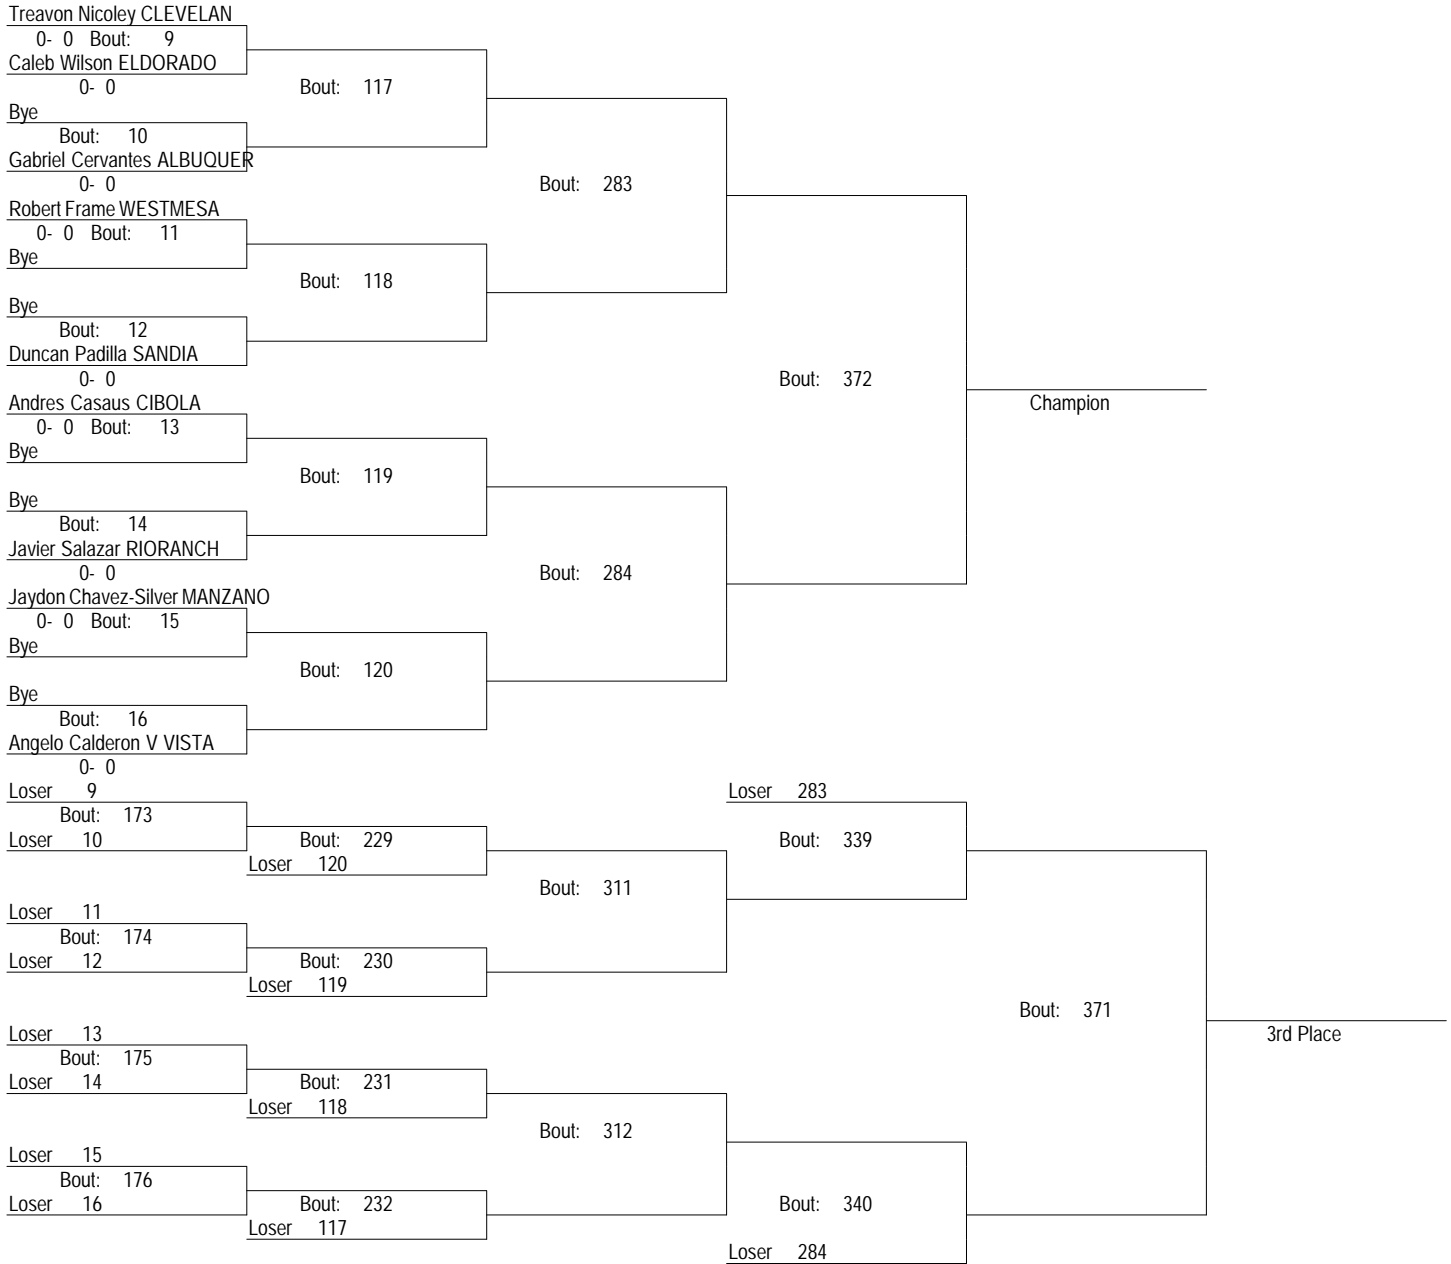 Treavon Nicoley CLEVELAN
0- 0 Bout: 9
Caleb Wilson ELDORADO
0- 0
Bout: 117
Bye
Bout: 10
Gabriel Cervantes ALBUQUER
0- 0
Bout: 283
Robert Frame WESTMESA
0- 0 Bout: 11
Bye
Bout: 118
Bye
Bout: 12
Duncan Padilla SANDIA
0- 0
Bout: 372
Andres Casaus CIBOLA
Champion
0- 0 Bout: 13
Bye
Bout: 119
Bye
Bout: 14
Javier Salazar RIORANCH
0- 0
Bout: 284
Jaydon Chavez-Silver MANZANO
0- 0 Bout: 15
Bye
Bout: 120
Bye
Bout: 16
Angelo Calderon V VISTA
0- 0
Loser 9
Loser 283
Bout: 173
Loser 10
Bout: 229
Bout: 339
Loser 120
Bout: 311
Loser 11
Bout: 174
Loser 12
Bout: 230
Loser 119
Bout: 371
Loser 13
3rd Place
Bout: 175
Loser 14
Bout: 231
Loser 118
Bout: 312
Loser 15
Bout: 176
Loser 16
Bout: 232
Bout: 340
Loser 117
Loser 284